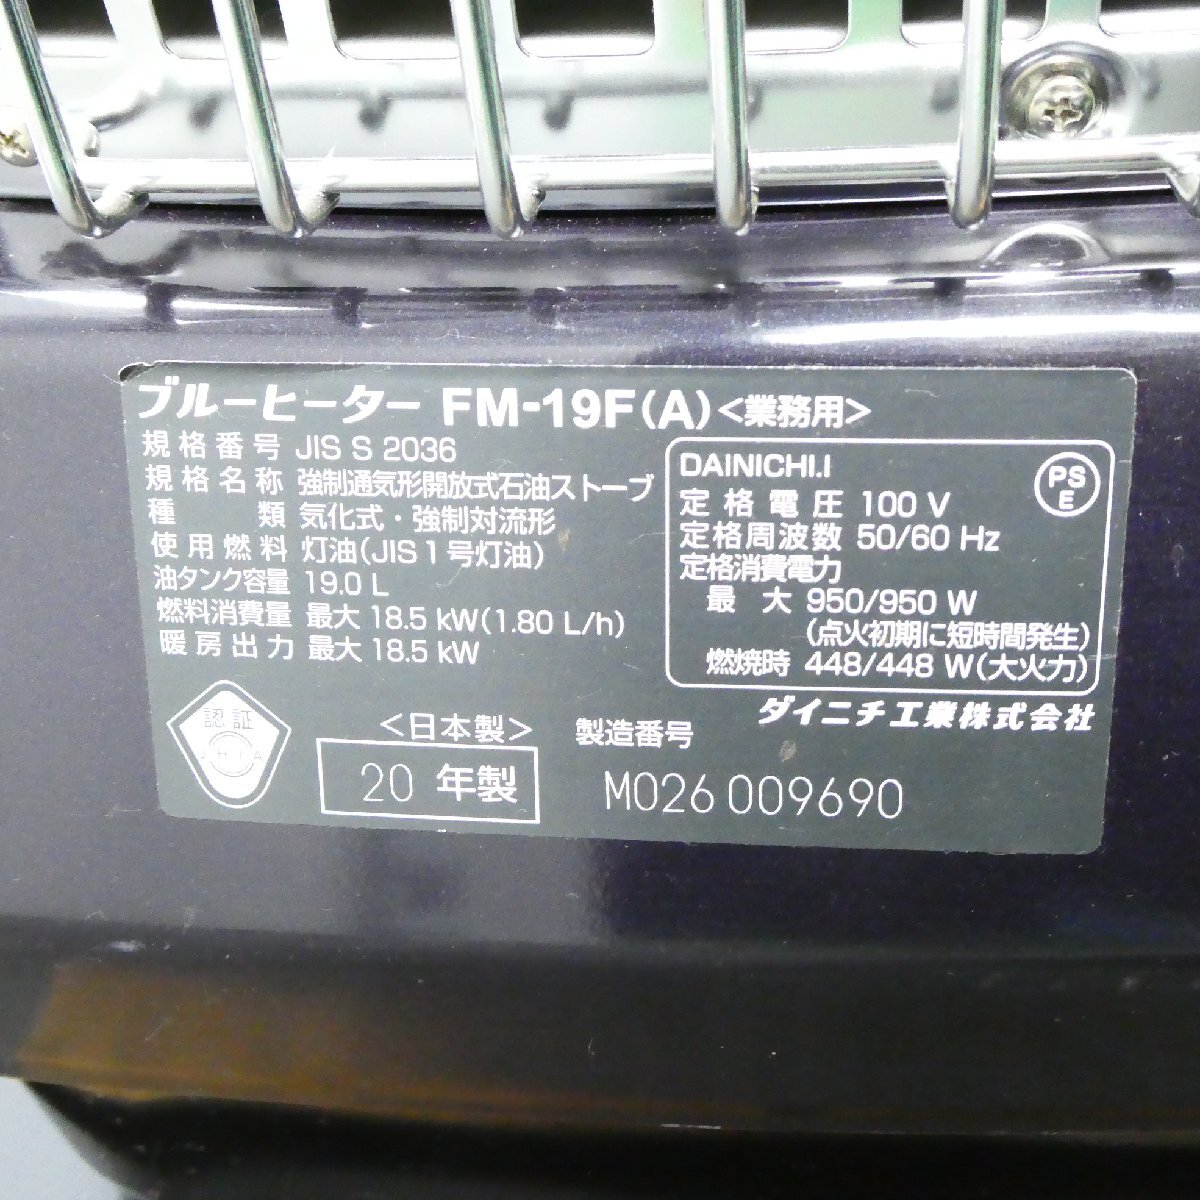 ブルーヒーター FM-19F(A)<業務用>
規格番号 JIS S 2036
規格名称 強制通気形開放式石油ストーブ
種類 気化式・強制対流形
使用燃料 灯油(JIS1号灯油)
油タンク容量 19.0 L
燃料消費量 最大 18.5 kW(1.80 L/h)
暖房出力 最大 18.5 kW
DAINICHI.I
PS
E
定格電圧 100 V
定格周波数 50/60 Hz
定格消費電力
最大 950/950 W
(点火初期に短時間発生)
燃焼時 448/448 W(大火力)
ダイニチ工業株式会社
認証
JHIA
<日本製>
20 年製
製造番号
M026 009690